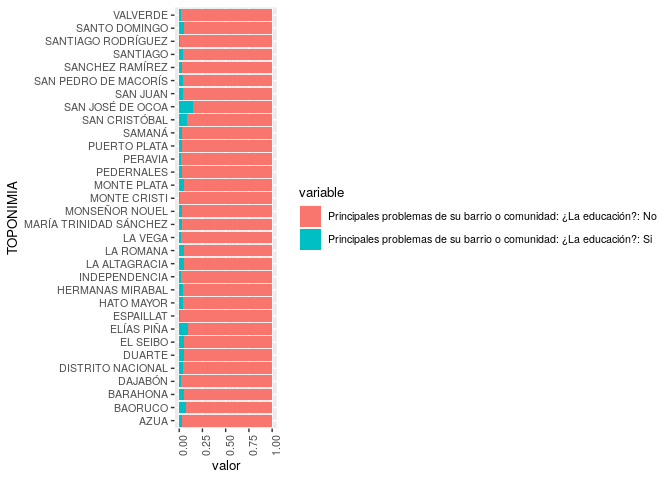 VALVERDE
SANTO DOMINGO
SANTIAGO RODRÍGUEZ
SANTIAGO
SANCHEZ RAMÍREZ
SAN PEDRO DE MACORÍS
SAN JUAN
SAN JOSÉ DE OCOA
SAN CRISTÓBAL
SAMANÁ
PUERTO PLATA
PERAVIA
PEDERNALES
MONTE PLATA
MONTE CRISTI
MONSEÑOR NOUEL
MARÍA TRINIDAD SÁNCHEZ
LA VEGA
LA ROMANA
LA ALTAGRACIA
INDEPENDENCIA
HERMANAS MIRABAL
HATO MAYOR
ESPAILLAT
ELÍAS PIÑA
EL SEIBO
DUARTE
DISTRITO NACIONAL
DAJABÓN
BARAHONA
BAORUCO
AZUA
TOPONIMIA
0.00
0.25
0.50
0.75
1.00
valor
variable
Principales problemas de su barrio o comunidad: ¿La educación?: No
Principales problemas de su barrio o comunidad: ¿La educación?: Si